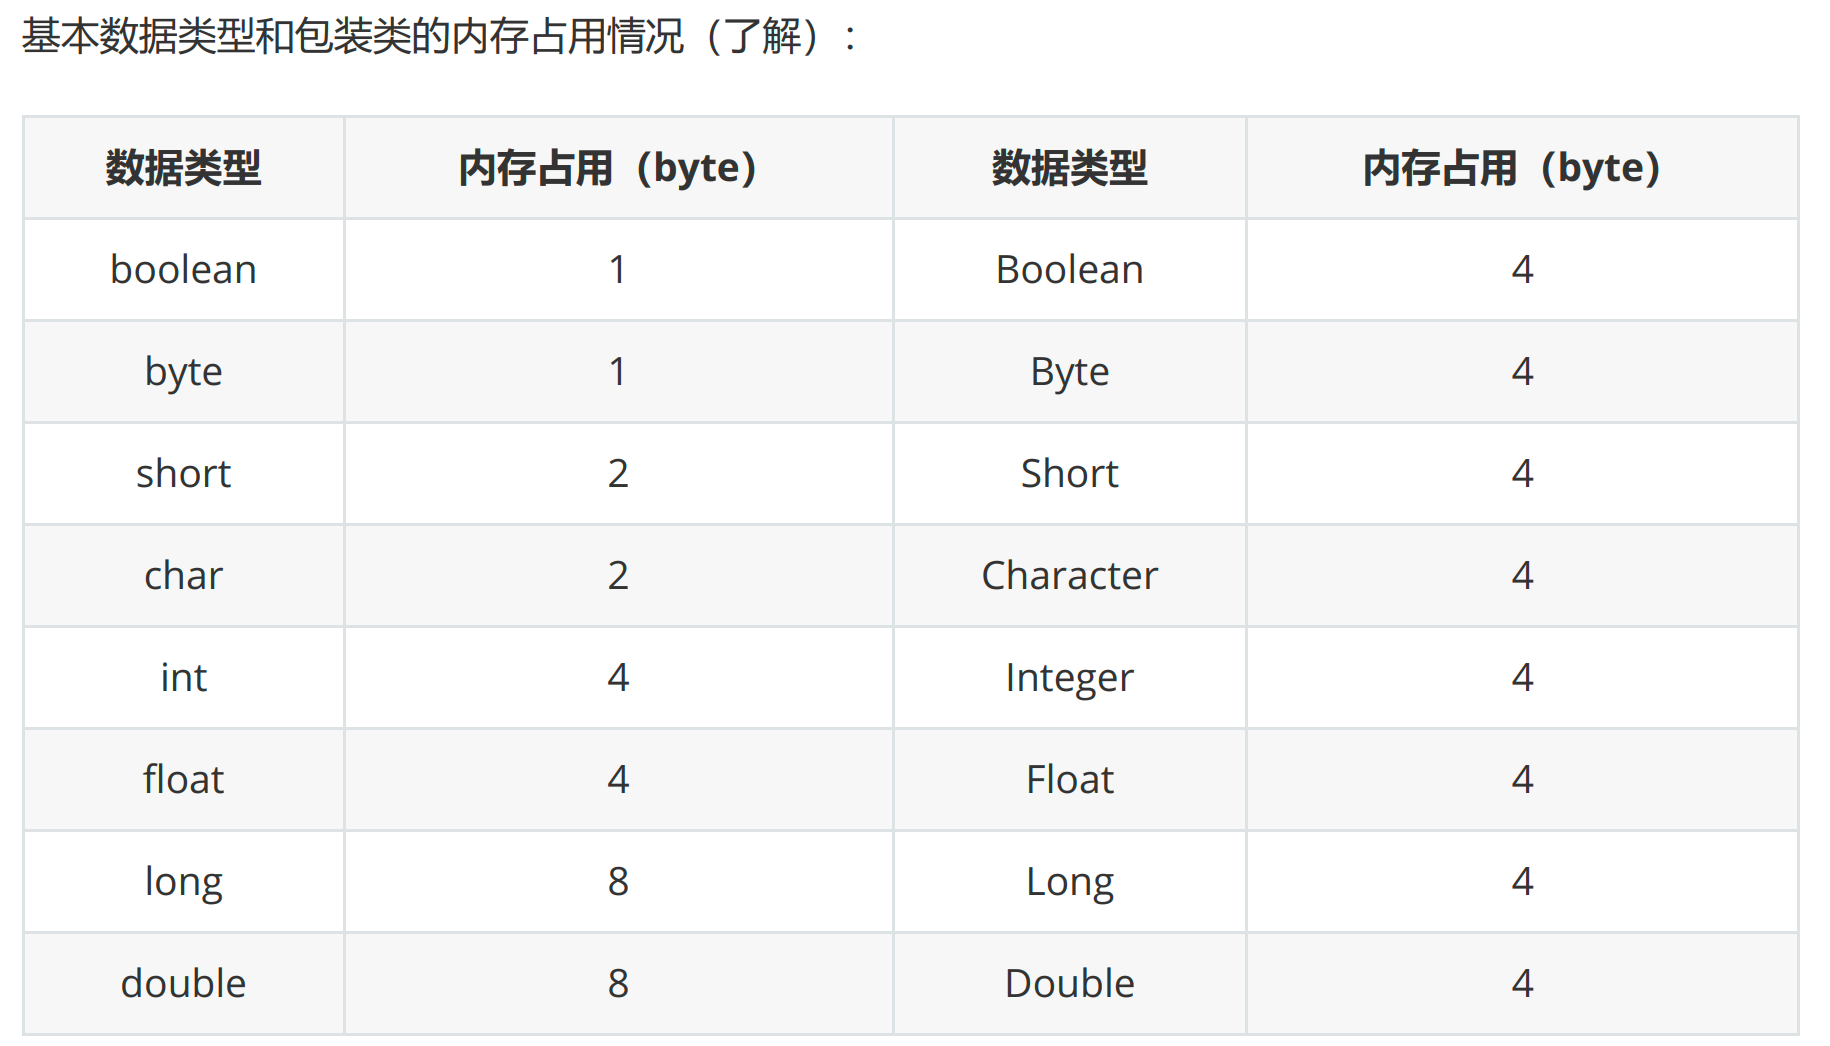 基本数据类型和包装类的内存占用情况（了解）：
数据类型 内存占用（byte） 数据类型 内存占用（byte）
boolean 1 Boolean 4
byte 1 Byte 4
short 2 Short 4
char 2 Character 4
int 4 Integer 4
float 4 Float 4
long 8 Long 4
double 8 Double 4